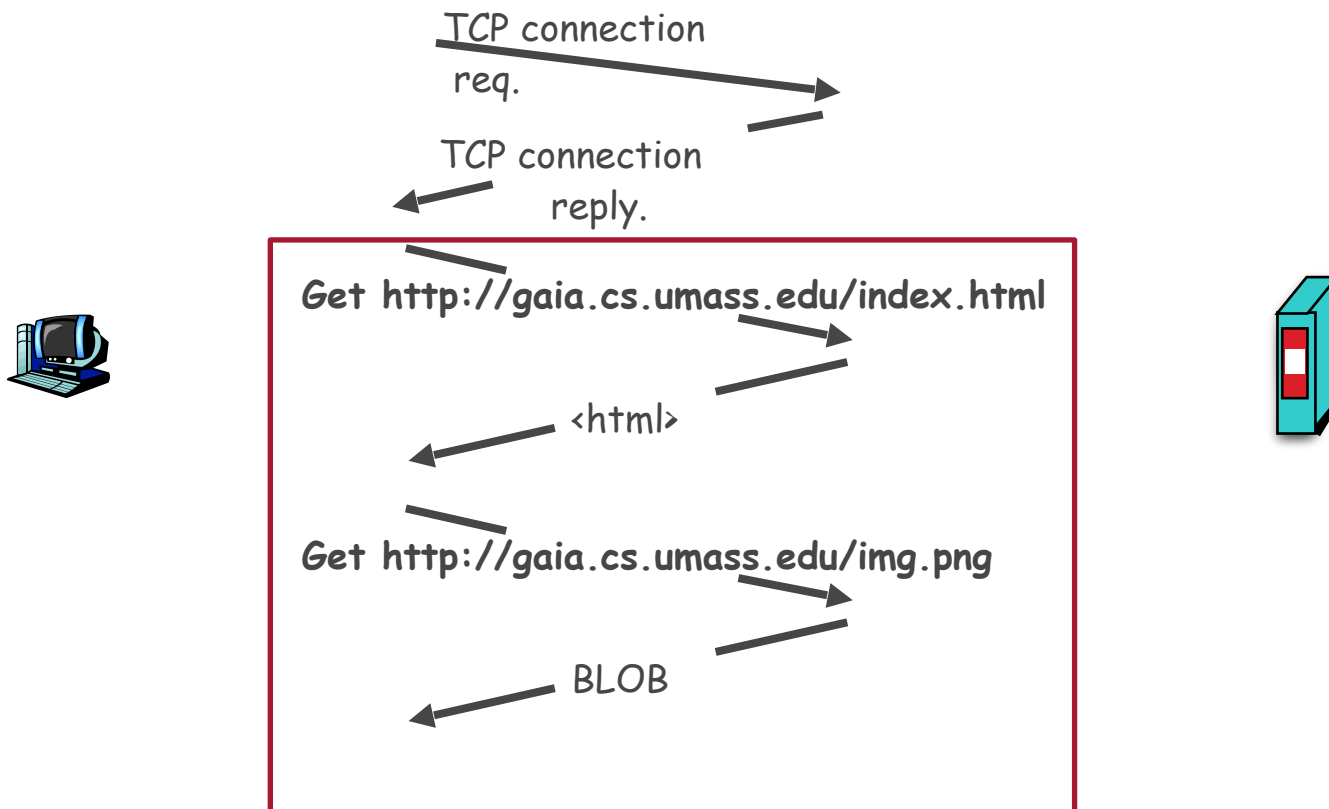 TCP connection
req.
TCP connection
reply.
Get http://gaia.cs.umass.edu/index.html
<html>
Get http://gaia.cs.umass.edu/img.png
BLOB